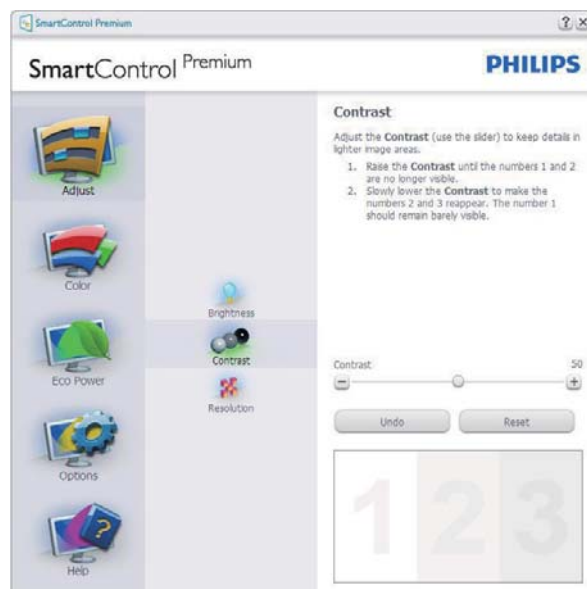 SmartControl Premium
SmartControl Premium
PHILIPS
Adjust
Color
Eco Power
Options
Help
Brightness
Contrast
Resolution
Contrast
Adjust the Contrast (use the slider) to keep details in
lighter image areas.
1. Raise the Contrast until the numbers 1 and 2
are no longer visible.
2. Slowly lower the Contrast to make the
numbers 2 and 3 reappear. The number 1
should remain barely visible.
Contrast 50
Undo Reset
1 2 3